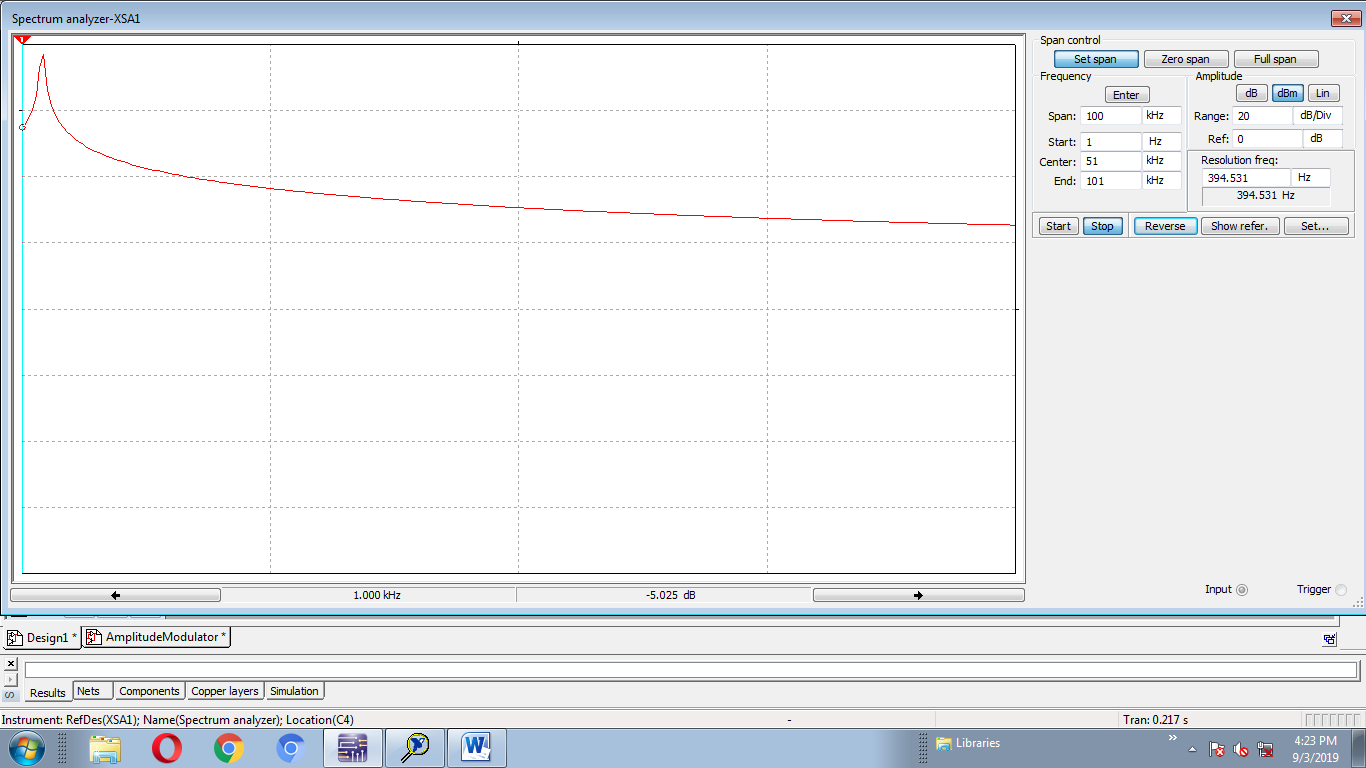 Spectrum analyzer-XSA1
1
Span control
Set span Zero span Full span
Frequency
Enter
Span: 100 kHz
Start: 1 Hz
Center: 51 kHz
End: 101 kHz
Amplitude
dB dBm Lin
Range: 20 dB/Div
Ref: 0 dB
Resolution freq:
394.531 Hz
394.531 Hz
Start Stop Reverse Show refer. Set...
1.000 kHz -5.025 dB
Input Trigger
Design1 * AmplitudeModulator *
S
Results Nets Components Copper layers Simulation
Instrument: RefDes(XSA1); Name(Spectrum analyzer); Location(C4) - Tran: 0.217 s
W
Libraries
»
4:23 PM
9/3/2019